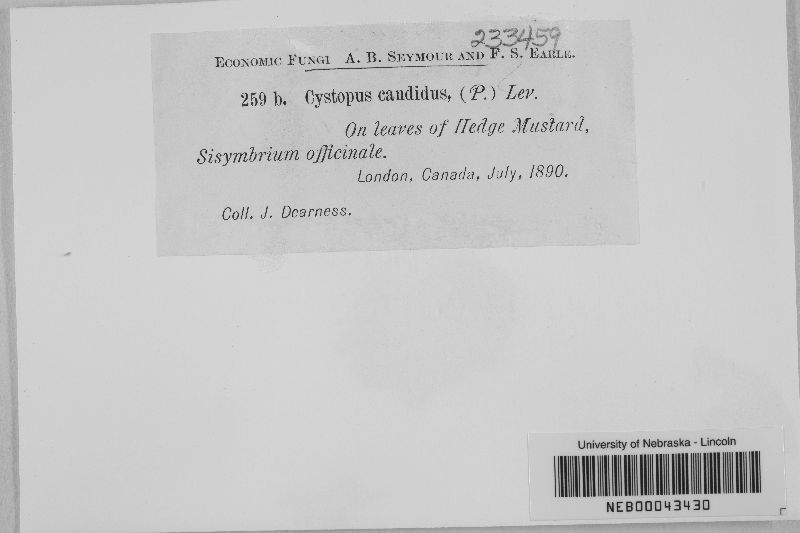 233459
ECONOMIC FUNGI A. B. SEYMOUR AND F. S. EARLE.
259 b. Cystopus candidus, (P.) Lev.
On leaves of Hedge Mustard,
Sisymbrium officinale.
London, Canada, July, 1890.
Coll. J. Dearness.
University of Nebraska - Lincoln
NEB00043430